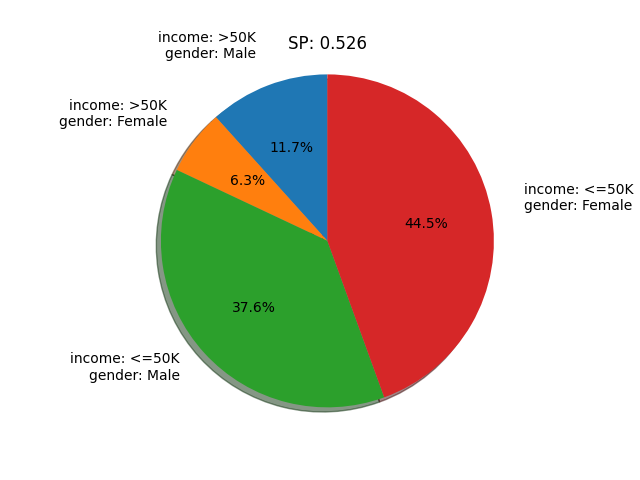 SP: 0.526
income: >50K
gender: Male
11.7%
income: >50K
gender: Female
6.3%
income: <=50K
gender: Male
37.6%
income: <=50K
gender: Female
44.5%